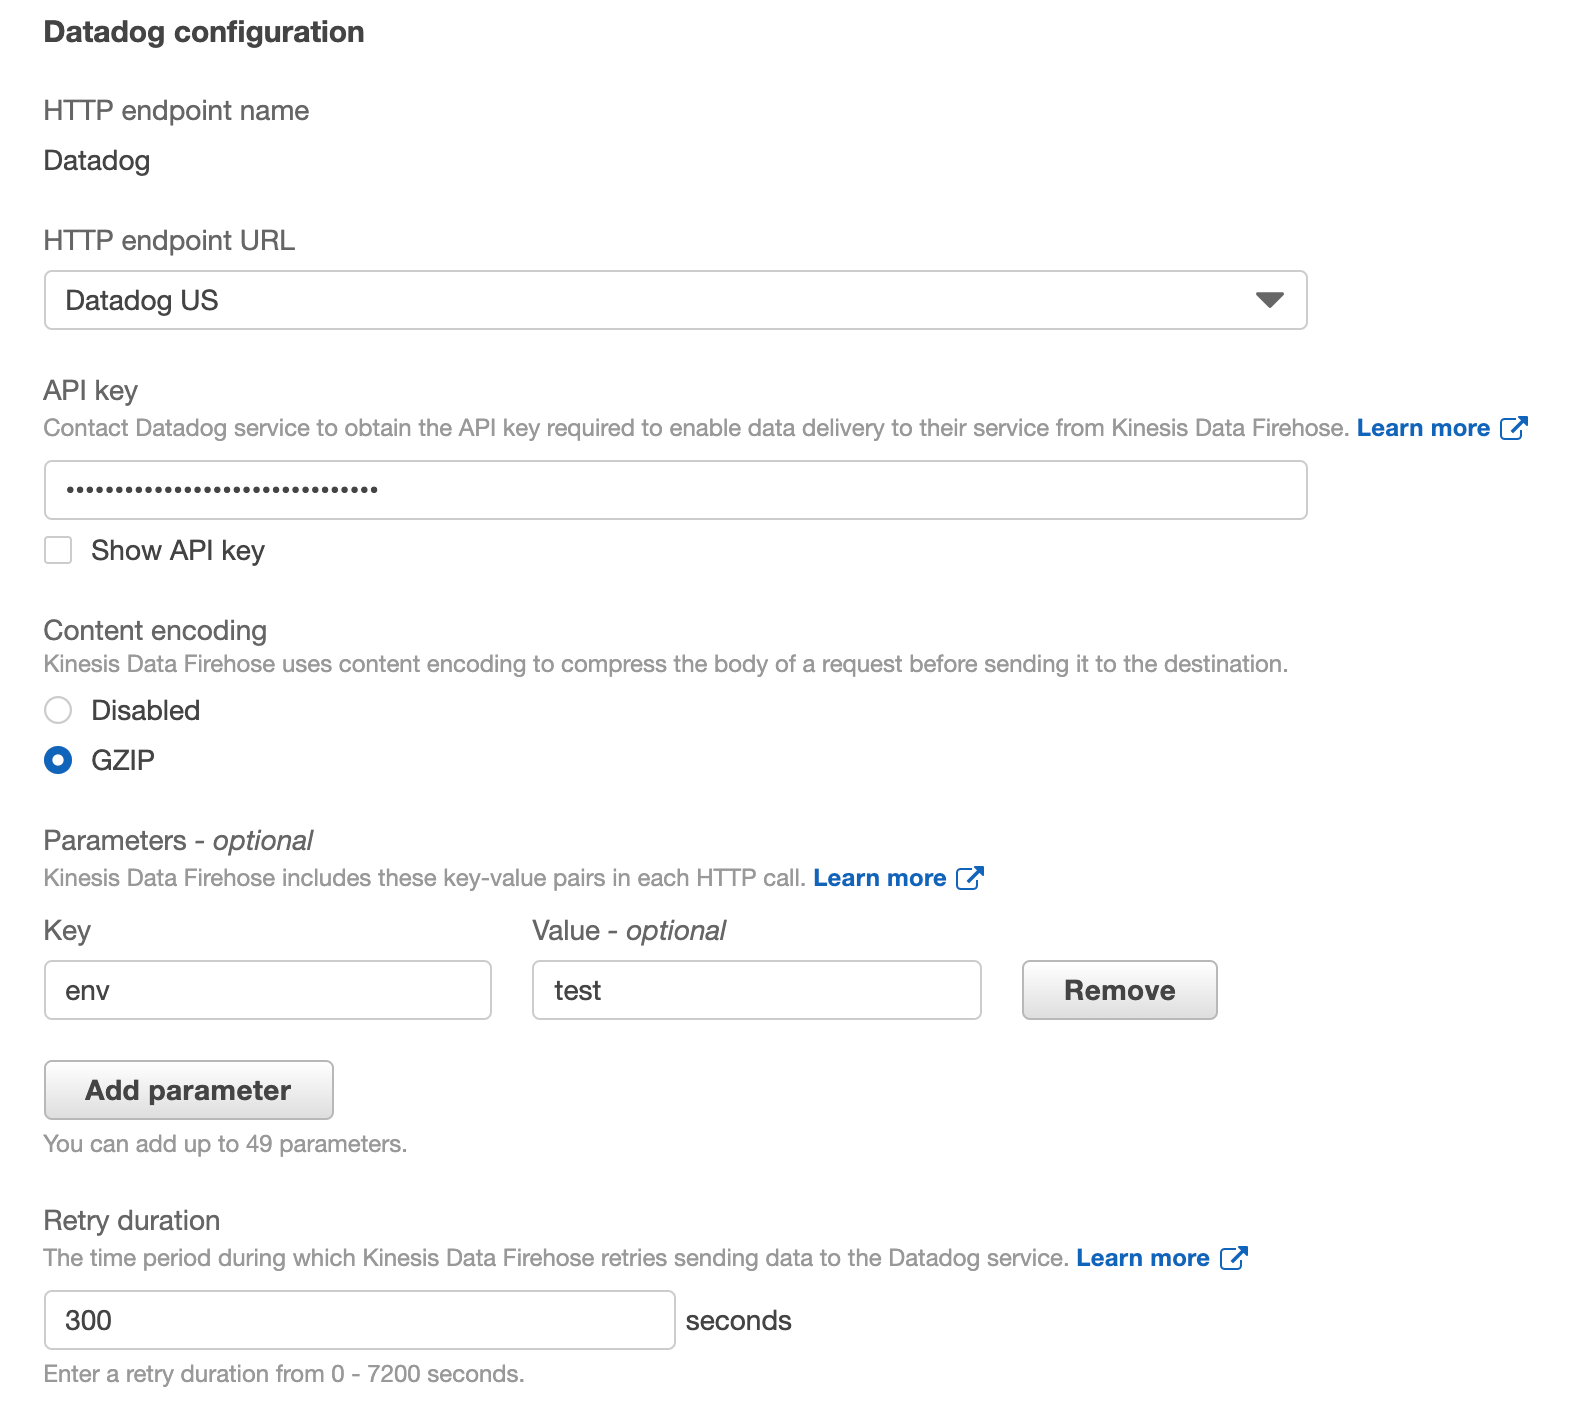 Datadog configuration
HTTP endpoint name
Datadog
HTTP endpoint URL
Datadog US
API key
Contact Datadog service to obtain the API key required to enable data delivery to their service from Kinesis Data Firehose. Learn more
••••••••••••••••••••••••••••••••
Show API key
Content encoding
Kinesis Data Firehose uses content encoding to compress the body of a request before sending it to the destination.
Disabled
GZIP
Parameters - optional
Kinesis Data Firehose includes these key-value pairs in each HTTP call. Learn more
Key Value - optional
env test Remove
Add parameter
You can add up to 49 parameters.
Retry duration
The time period during which Kinesis Data Firehose retries sending data to the Datadog service. Learn more
300 seconds
Enter a retry duration from 0 - 7200 seconds.